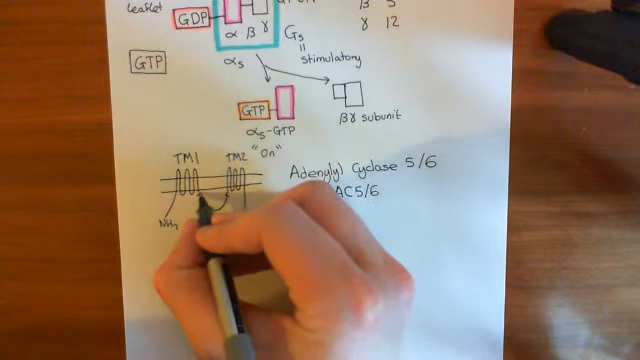 leaflet
GDP
α β γ
Gs
=
stimulatory
β 5
γ 12
GTP
αs
GTP
αs-GTP
"On"
βγ subunit
TM1 TM2
Adenylyl Cyclase 5/6
AC5/6
NH2